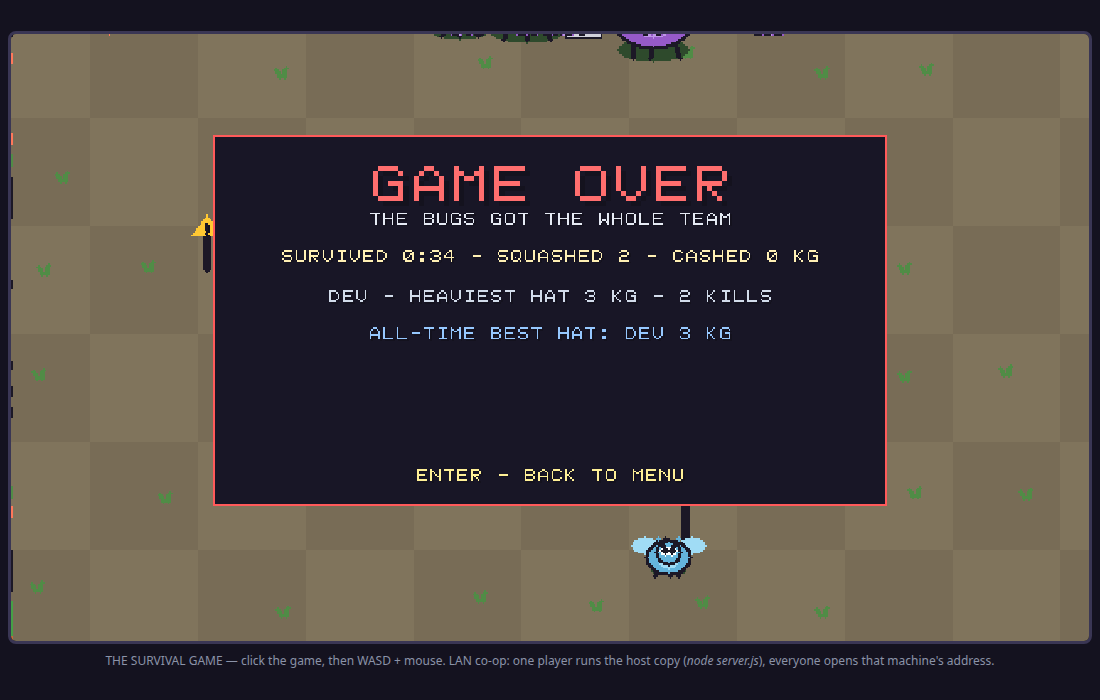 GAME OVER
THE BUGS GOT THE WHOLE TEAM
SURVIVED 0:34 - SQUASHED 2 - CASHED 0 KG
DEV - HEAVIEST HAT 3 KG - 2 KILLS
ALL-TIME BEST HAT: DEV 3 KG
ENTER - BACK TO MENU
THE SURVIVAL GAME — click the game, then WASD + mouse. LAN co-op: one player runs the host copy (node server.js), everyone opens that machine's address.